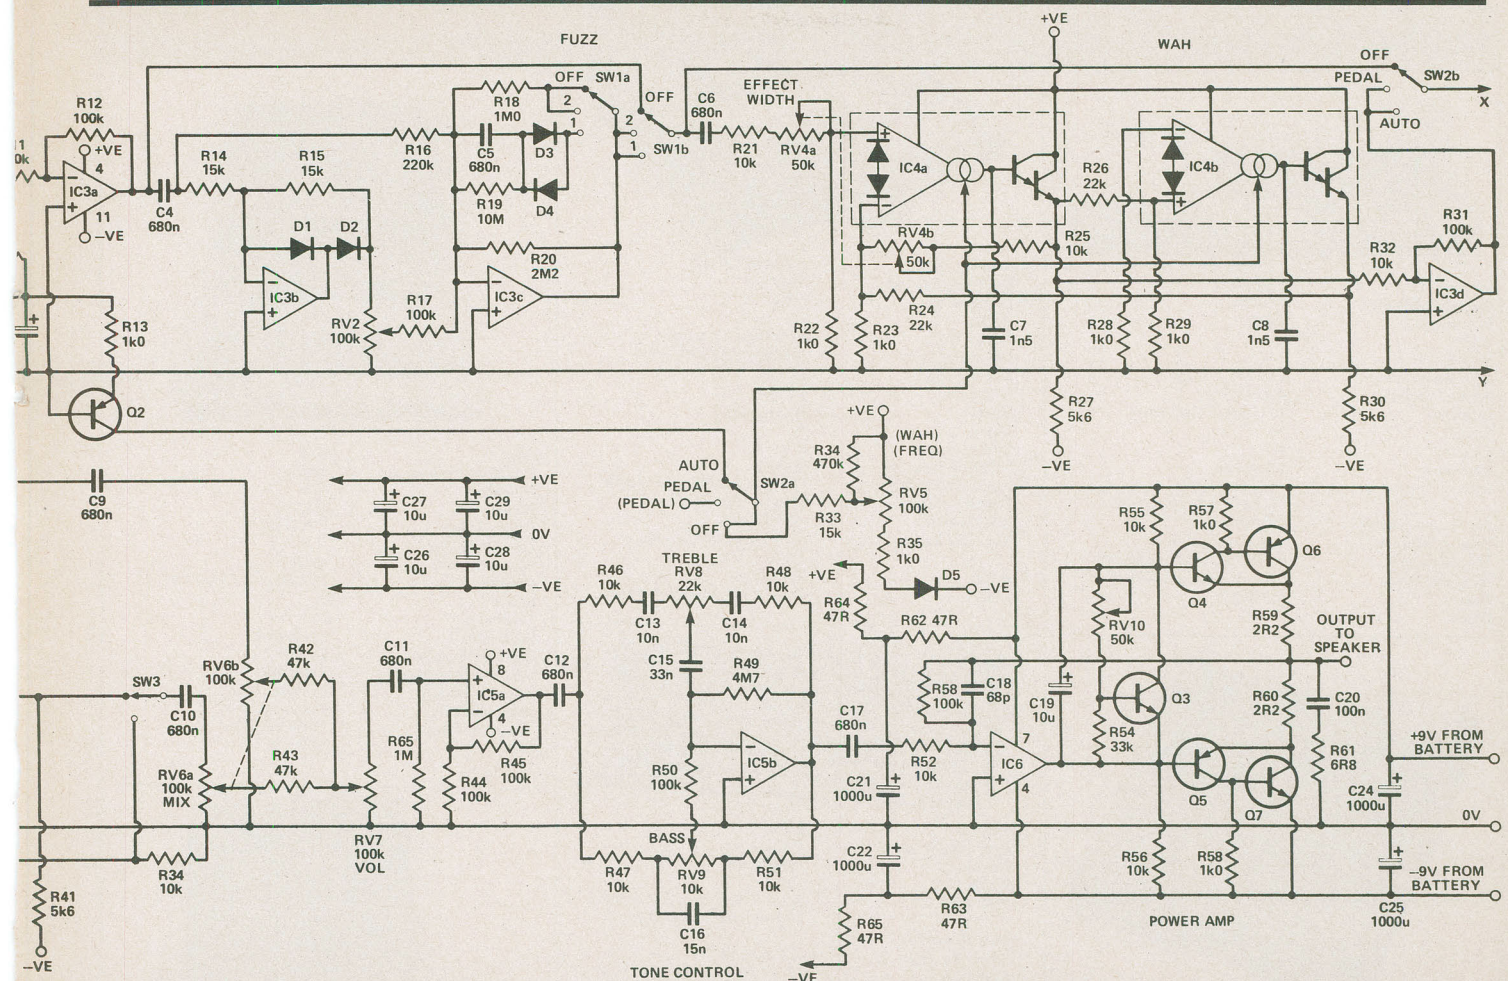 +VE
FUZZ
WAH
R12
100k
+VE
4
IC3a
11
-VE
C4
680n
R14
15k
R15
15k
D1
D2
IC3b
RV2
100k
R17
100k
R13
1k0
Q2
R16
220k
R18
1M0
OFF
SW1a
2
1
C5
680n
D3
D4
R19
10M
R20
2M2
IC3c
OFF
2
1
SW1b
C6
680n
EFFECT
WIDTH
R21
10k
RV4a
50k
IC4a
RV4b
50k
R25
10k
R24
22k
R22
1k0
R23
1k0
C7
1n5
R26
22k
IC4b
R28
1k0
R29
1k0
C8
1n5
OFF
PEDAL
SW2b
X
AUTO
R31
100k
R32
10k
IC3d
Y
R27
5k6
-VE
R30
5k6
-VE
C9
680n
C27
10u
C29
10u
+VE
0V
C26
10u
C28
10u
-VE
AUTO
PEDAL
(PEDAL)
SW2a
OFF
+VE
(WAH)
(FREQ)
R34
470k
RV5
100k
R33
15k
R35
1k0
D5
-VE
+VE
R64
47R
R62 47R
R46
10k
C13
10n
TREBLE
RV8
22k
C14
10n
R48
10k
C15
33n
R49
4M7
R50
100k
IC5b
BASS
R47
10k
RV9
10k
R51
10k
C16
15n
TONE CONTROL
SW3
C10
680n
RV6b
100k
R42
47k
R43
47k
RV6a
100k
MIX
R34
10k
R41
5k6
-VE
RV7
100k
VOL
C11
680n
R65
1M
+VE
8
IC5a
4
-VE
R44
100k
R45
100k
C12
680n
C17
680n
R58
100k
C18
68p
R52
10k
7
IC6
4
C19
10u
C21
1000u
C22
1000u
R65
47R
-VE
R63
47R
R55
10k
R57
1k0
Q4
Q6
RV10
50k
Q3
R54
33k
R59
2R2
OUTPUT
TO
SPEAKER
R60
2R2
C20
100n
R61
6R8
Q5
Q7
R56
10k
R58
1k0
POWER AMP
+9V FROM
BATTERY
C24
1000u
0V
-9V FROM
BATTERY
C25
1000u